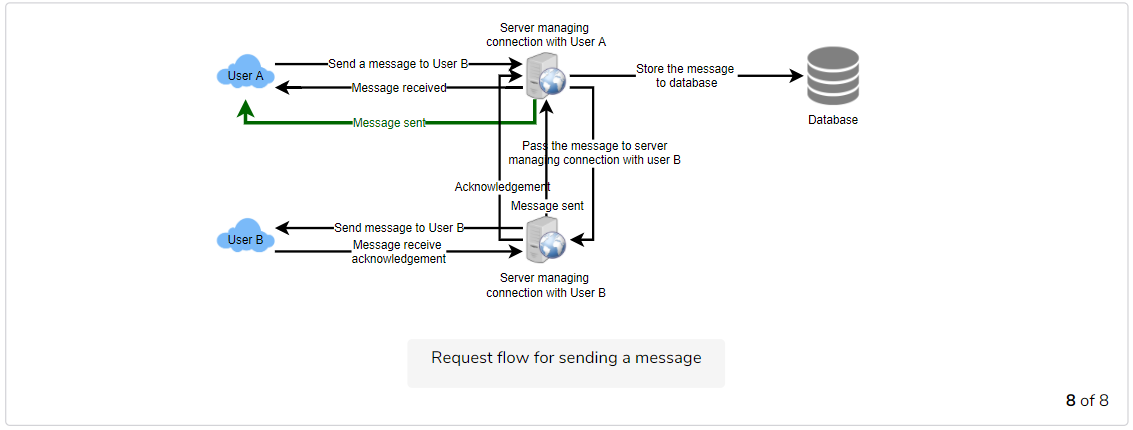 Server managing
connection with User A
User A
Send a message to User B
Message received
Message sent
Store the message
to database
Database
Pass the message to server
managing connection with user B
Acknowledgement
Message sent
User B
Send message to User B
Message receive
acknowledgement
Server managing
connection with User B
Request flow for sending a message
8 of 8